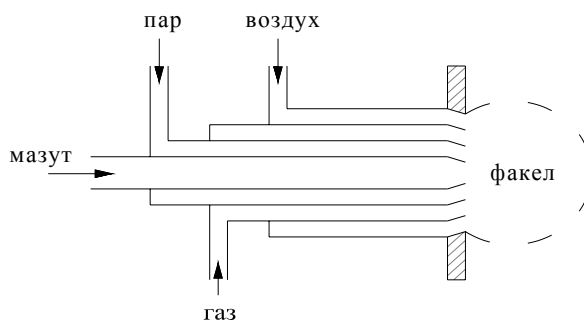 пар
воздух
мазут
факел
газ